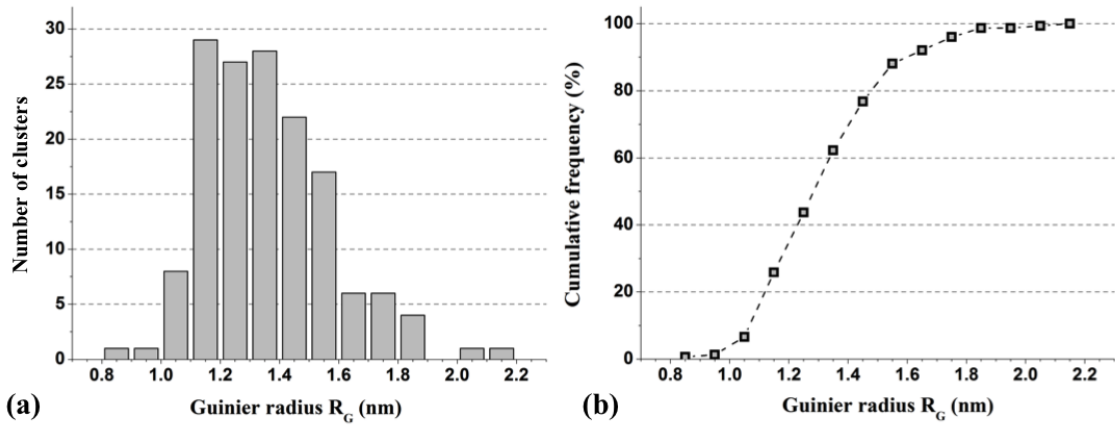 30
25
20
15
10
5
0
Number of clusters
0.8 1.0 1.2 1.4 1.6 1.8 2.0 2.2
Guinier radius R_G (nm)
(a)
100
80
60
40
20
0
Cumulative frequency (%)
0.8 1.0 1.2 1.4 1.6 1.8 2.0 2.2
Guinier radius R_G (nm)
(b)